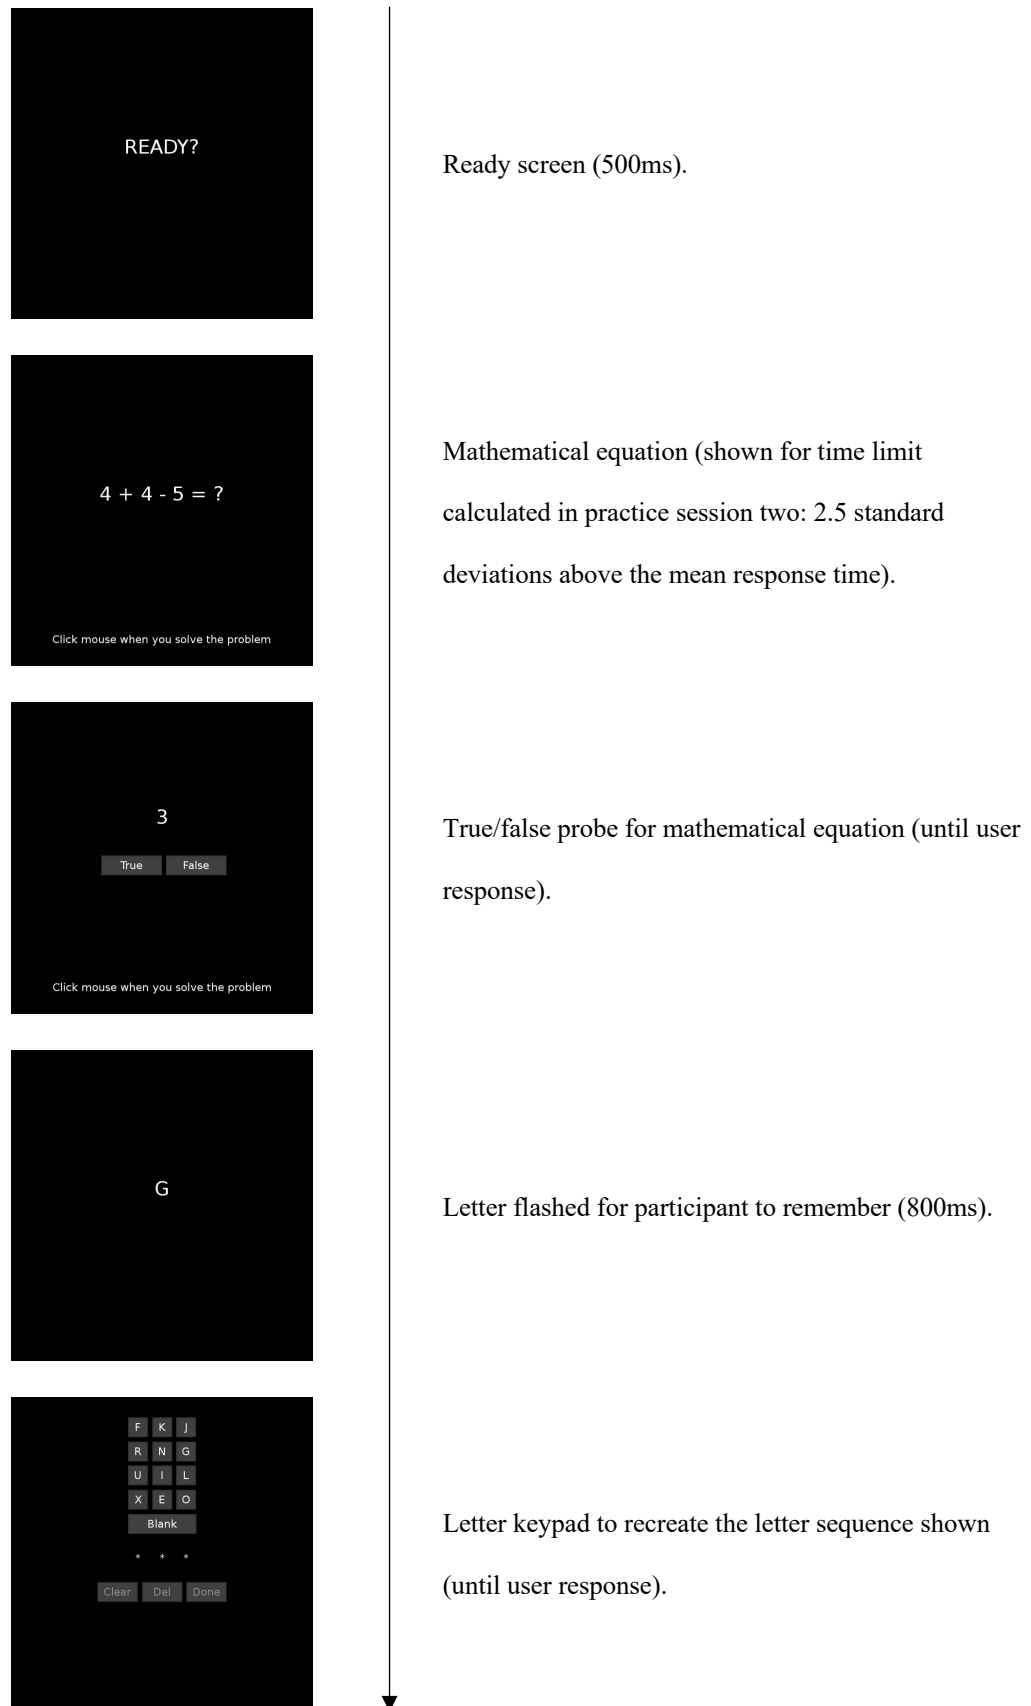 READY?
Ready screen (500ms).
4 + 4 - 5 = ?
Click mouse when you solve the problem
Mathematical equation (shown for time limit
calculated in practice session two: 2.5 standard
deviations above the mean response time).
3
True False
Click mouse when you solve the problem
True/false probe for mathematical equation (until user
response).
G
Letter flashed for participant to remember (800ms).
F K J
R N G
U I L
X E O
Blank
* * *
Clear Del Done
Letter keypad to recreate the letter sequence shown
(until user response).